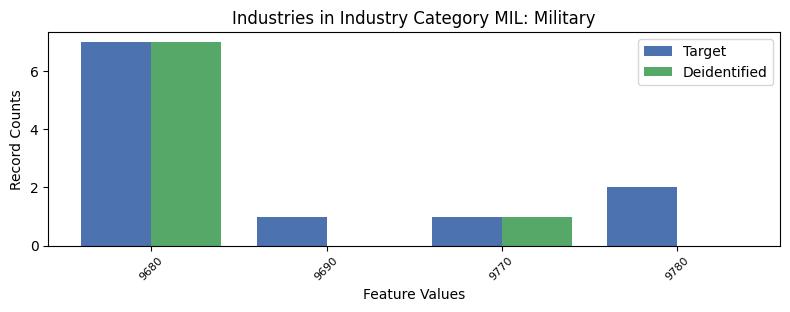 Industries in Industry Category MIL: Military
Target
Deidentified
Record Counts
6
4
2
0
9680
9690
9770
9780
Feature Values